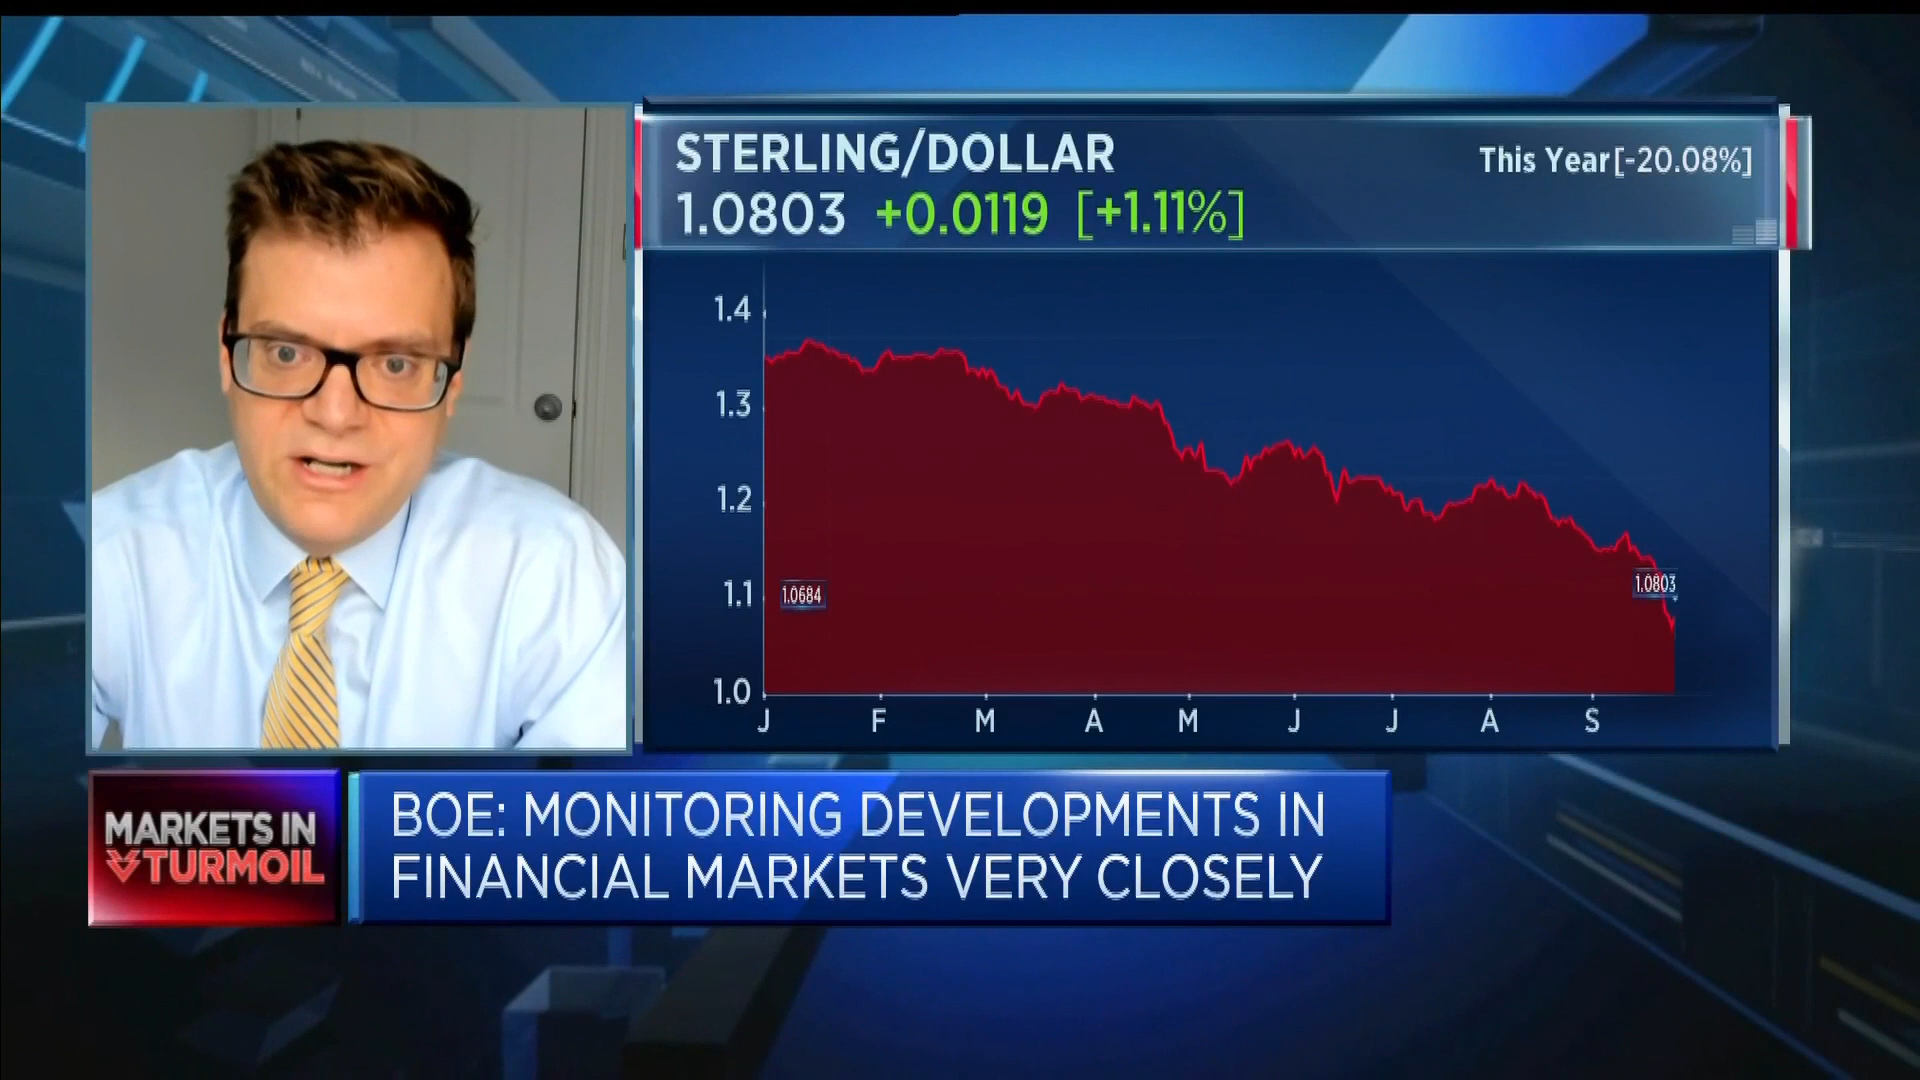 STERLING/DOLLAR
This Year[-20.08%]
1.0803 +0.0119 [+1.11%]
1.4
1.3
1.2
1.1
1.0
1.0684
1.0803
J F M A M J J A S
MARKETS IN
TURMOIL
BOE: MONITORING DEVELOPMENTS IN
FINANCIAL MARKETS VERY CLOSELY